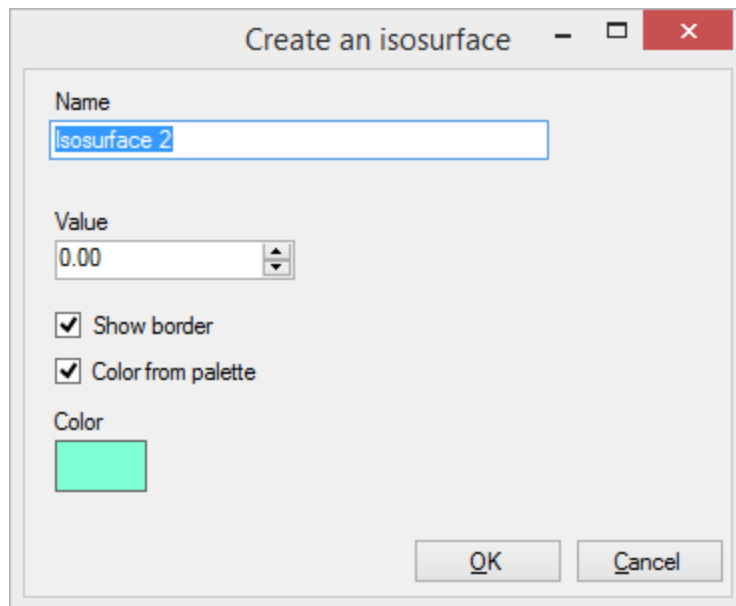 Create an isosurface
Name
Isosurface 2
Value
0.00
Show border
Color from palette
Color
OK
Cancel